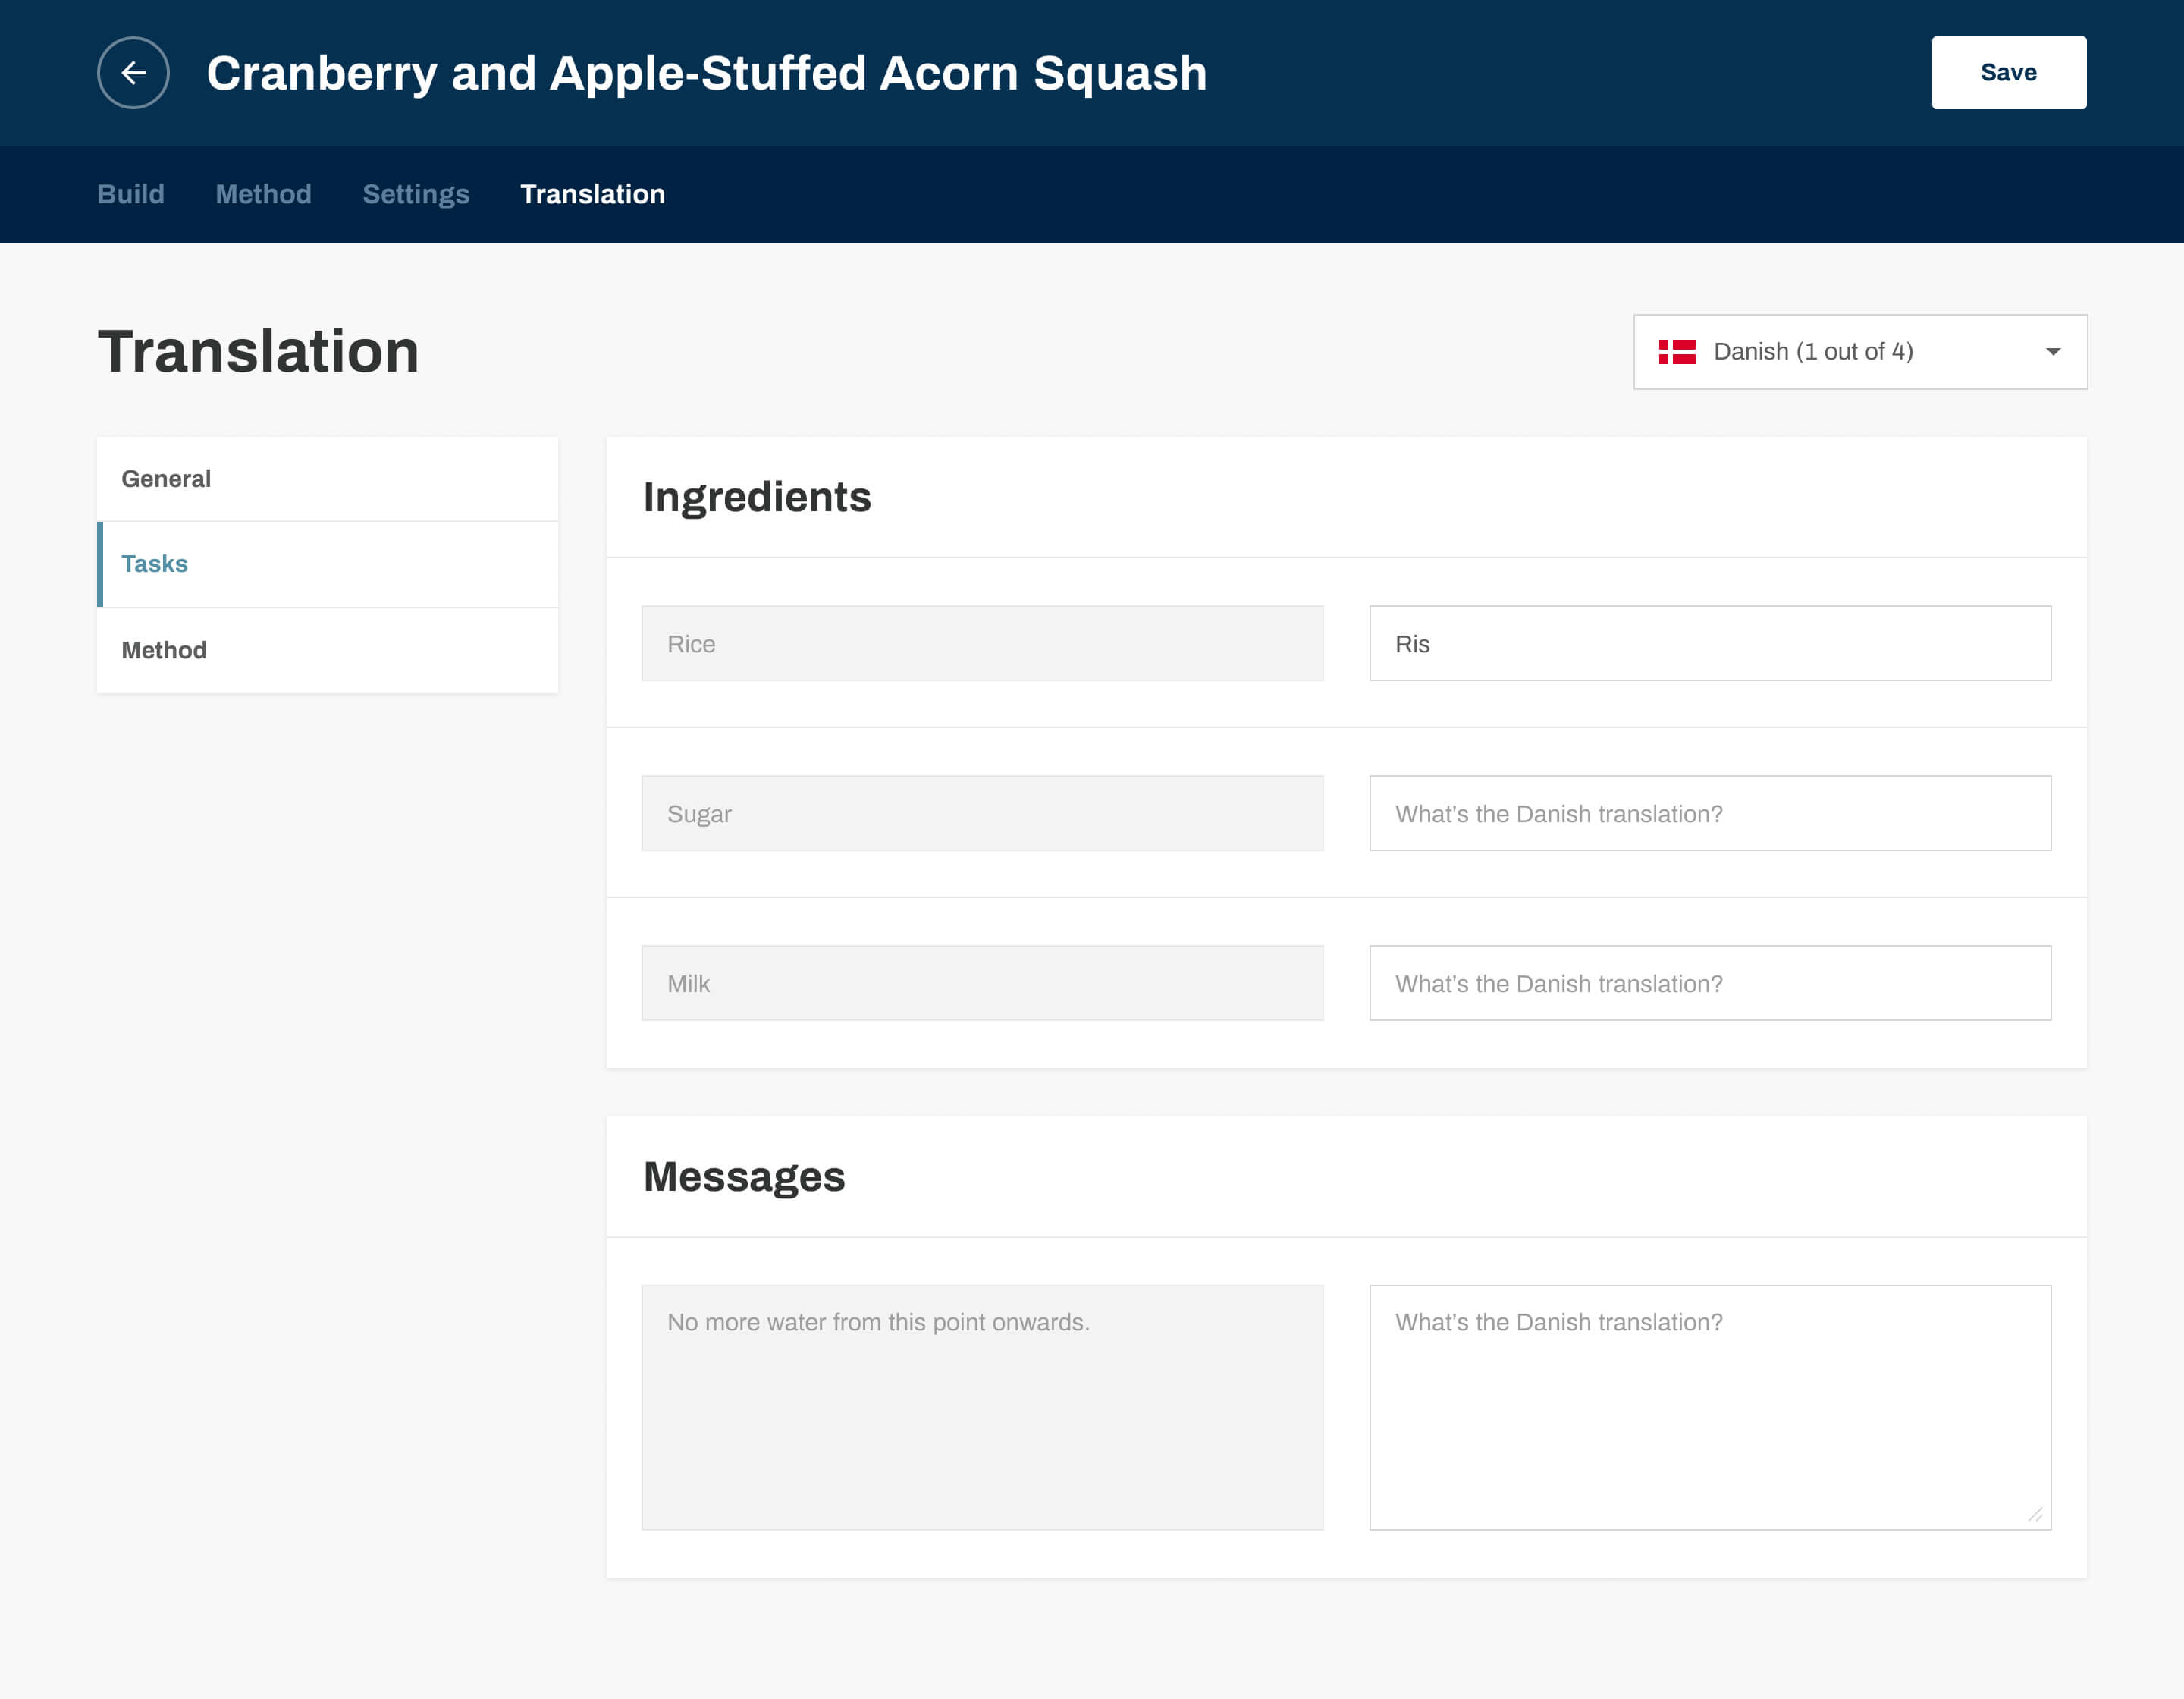 Cranberry and Apple-Stuffed Acorn Squash
Save
Build
Method
Settings
Translation
Translation
Danish (1 out of 4)
General
Tasks
Method
Ingredients
Rice
Ris
Sugar
What's the Danish translation?
Milk
What's the Danish translation?
Messages
No more water from this point onwards.
What's the Danish translation?